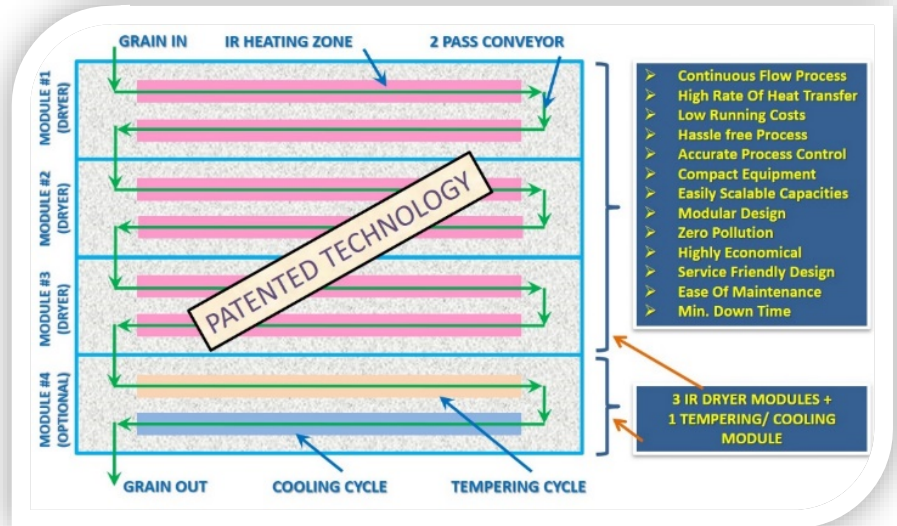 GRAIN IN
IR HEATING ZONE
2 PASS CONVEYOR
MODULE #1
(DRYER)
MODULE #2
(DRYER)
MODULE #3
(DRYER)
MODULE #4
(OPTIONAL)
PATENTED TECHNOLOGY
GRAIN OUT
COOLING CYCLE
TEMPERING CYCLE
Continuous Flow Process
High Rate Of Heat Transfer
Low Running Costs
Hassle free Process
Accurate Process Control
Compact Equipment
Easily Scalable Capacities
Modular Design
Zero Pollution
Highly Economical
Service Friendly Design
Ease Of Maintenance
Min. Down Time
3 IR DRYER MODULES +
1 TEMPERING/ COOLING
MODULE